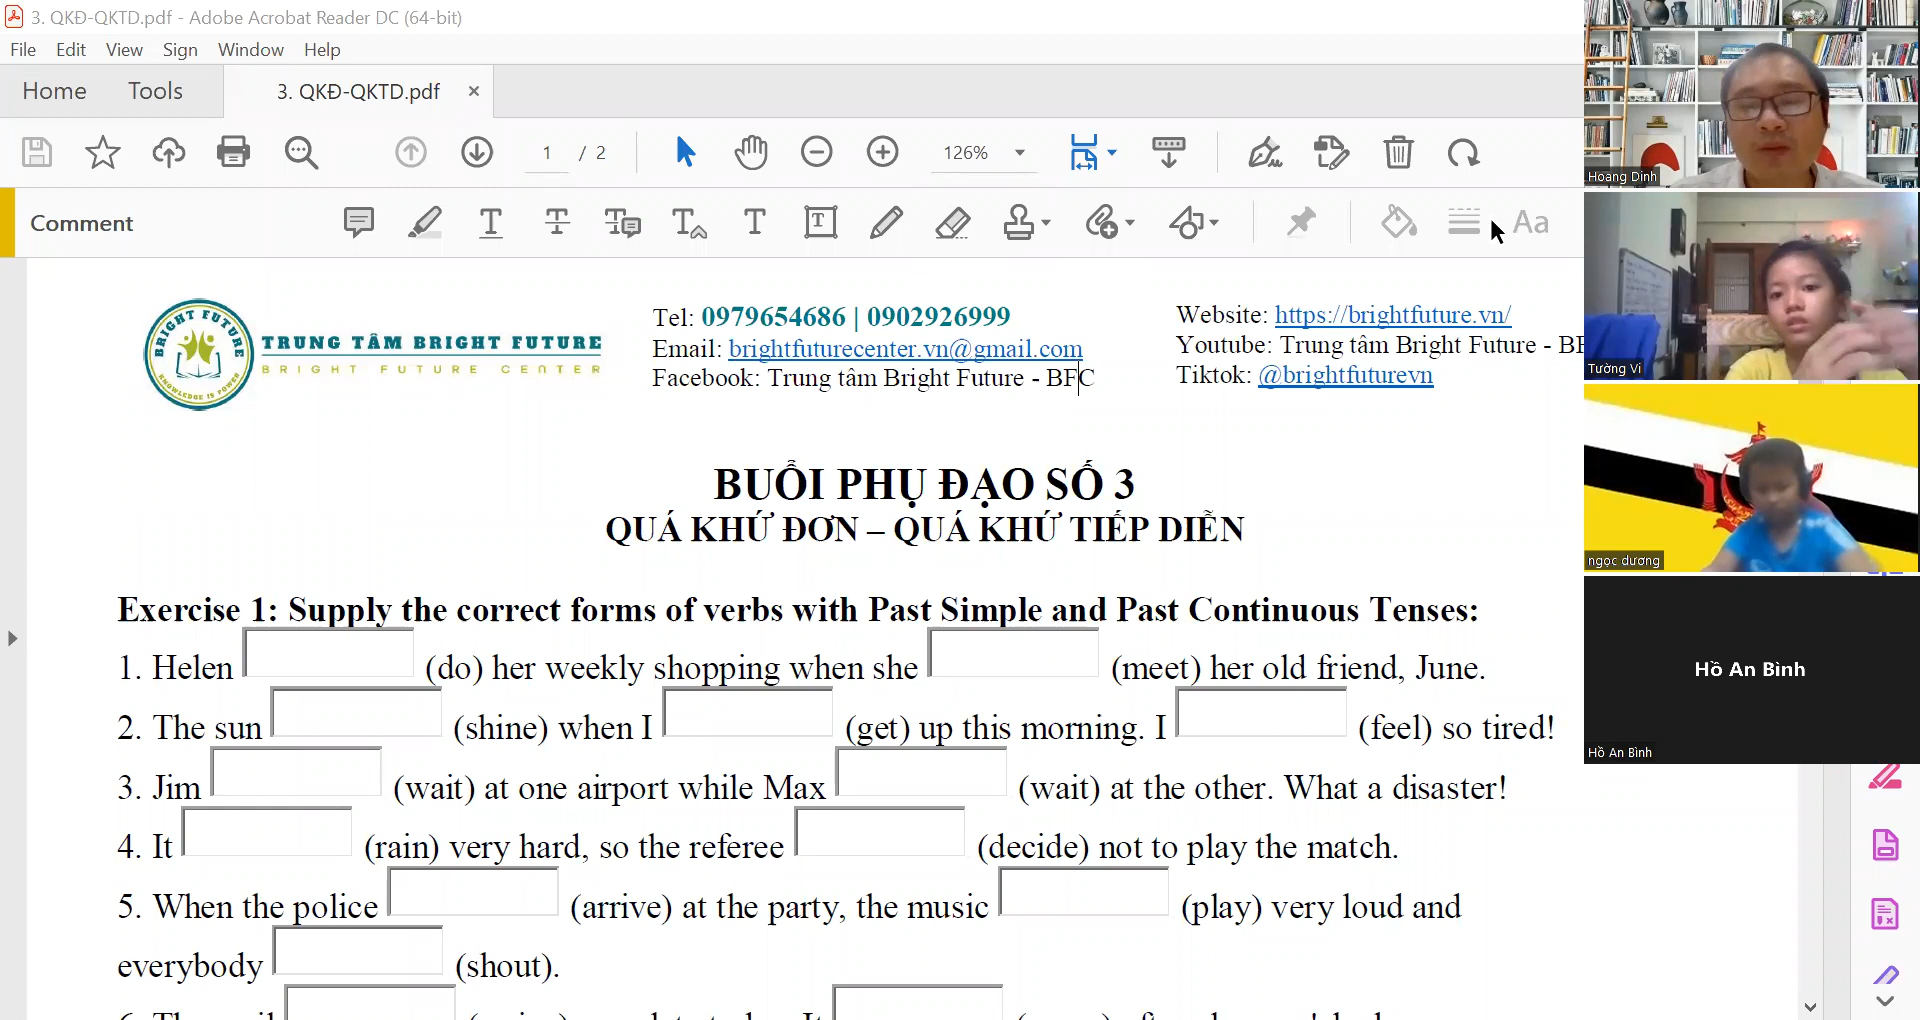 3. QKĐ-QKTD.pdf - Adobe Acrobat Reader DC (64-bit)
File Edit View Sign Window Help
Home Tools 3. QKĐ-QKTD.pdf ×
1 / 2 126%
Comment
BRIGHT FUTURE
KNOWLEDGE IS POWER
TRUNG TÂM BRIGHT FUTURE
BRIGHT FUTURE CENTER
Tel: 0979654686 | 0902926999
Email: brightfuturecenter.vn@gmail.com
Facebook: Trung tâm Bright Future - BFC
Website: https://brightfuture.vn/
Youtube: Trung tâm Bright Future - BF
Tiktok: @brightfuturevn
BUỔI PHỤ ĐẠO SỐ 3
QUÁ KHỨ ĐƠN – QUÁ KHỨ TIẾP DIỄN
Exercise 1: Supply the correct forms of verbs with Past Simple and Past Continuous Tenses:
1. Helen (do) her weekly shopping when she (meet) her old friend, June.
2. The sun (shine) when I (get) up this morning. I (feel) so tired!
3. Jim (wait) at one airport while Max (wait) at the other. What a disaster!
4. It (rain) very hard, so the referee (decide) not to play the match.
5. When the police (arrive) at the party, the music (play) very loud and
everybody (shout).
Hoang Dinh
Tường Vi
ngọc dương
Hồ An Bình
Hồ An Bình